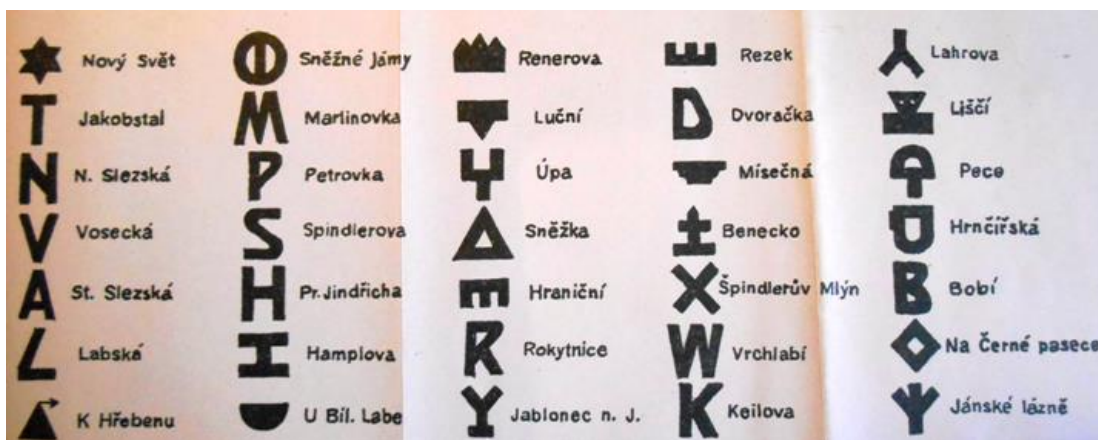 Nový Svět
Jakobstal
N. Slezská
Vosecká
St. Slezská
Labská
K Hřebenu
Sněžné Jámy
Martinovka
Petrovka
Spindlerova
Pr. Jindřicha
Hamplova
U Bíl. Labe
Renerova
Luční
Úpa
Sněžka
Hraniční
Rokytnice
Jablonec n. J.
Rezek
Dvoračka
Mísečná
Benecko
Špindlerův Mlýn
Vrchlabí
Keilova
Lahrova
Liščí
Pece
Hrnčířská
Bobí
Na Černé pasece
Jánské lázně